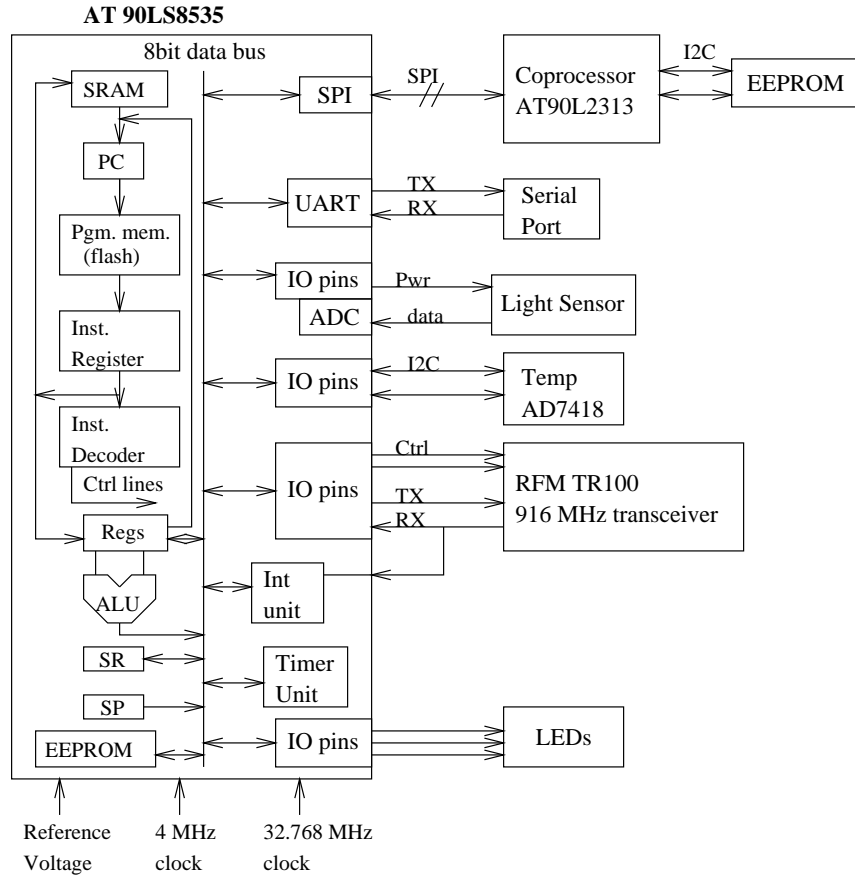 AT 90LS8535
8bit data bus
SRAM
PC
Pgm. mem.
(flash)
Inst.
Register
Inst.
Decoder
Ctrl lines
Regs
ALU
SR
SP
EEPROM
SPI
UART
IO pins
ADC
IO pins
IO pins
Int
unit
Timer
Unit
IO pins
SPI
Coprocessor
AT90L2313
I2C
EEPROM
TX
RX
Serial
Port
Pwr
data
Light Sensor
I2C
Temp
AD7418
Ctrl
TX
RX
RFM TR100
916 MHz transceiver
LEDs
Reference
Voltage
4 MHz
clock
32.768 MHz
clock